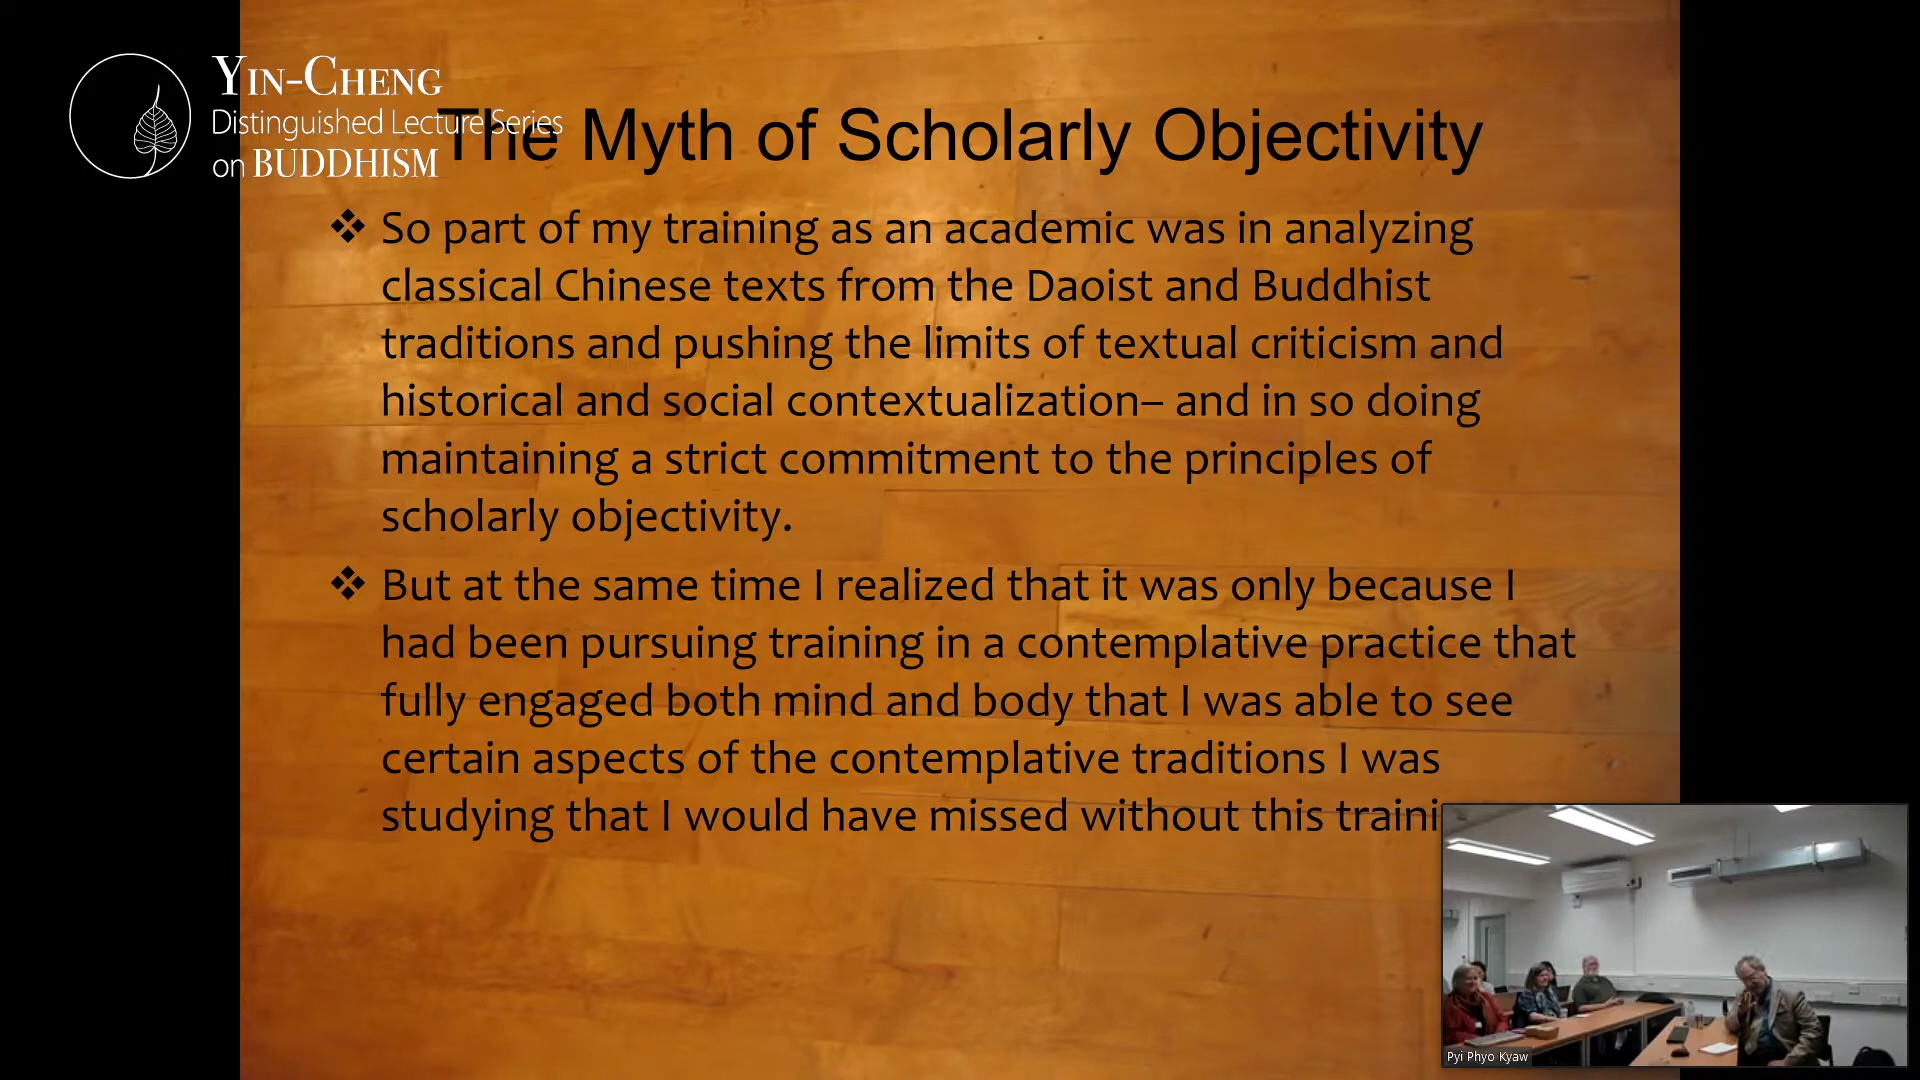 YIN-CHENG
Distinguished Lecture Series
on BUDDHISM
The Myth of Scholarly Objectivity
❖ So part of my training as an academic was in analyzing
classical Chinese texts from the Daoist and Buddhist
traditions and pushing the limits of textual criticism and
historical and social contextualization– and in so doing
maintaining a strict commitment to the principles of
scholarly objectivity.
❖ But at the same time I realized that it was only because I
had been pursuing training in a contemplative practice that
fully engaged both mind and body that I was able to see
certain aspects of the contemplative traditions I was
studying that I would have missed without this traini
Pyi Phyo Kyaw